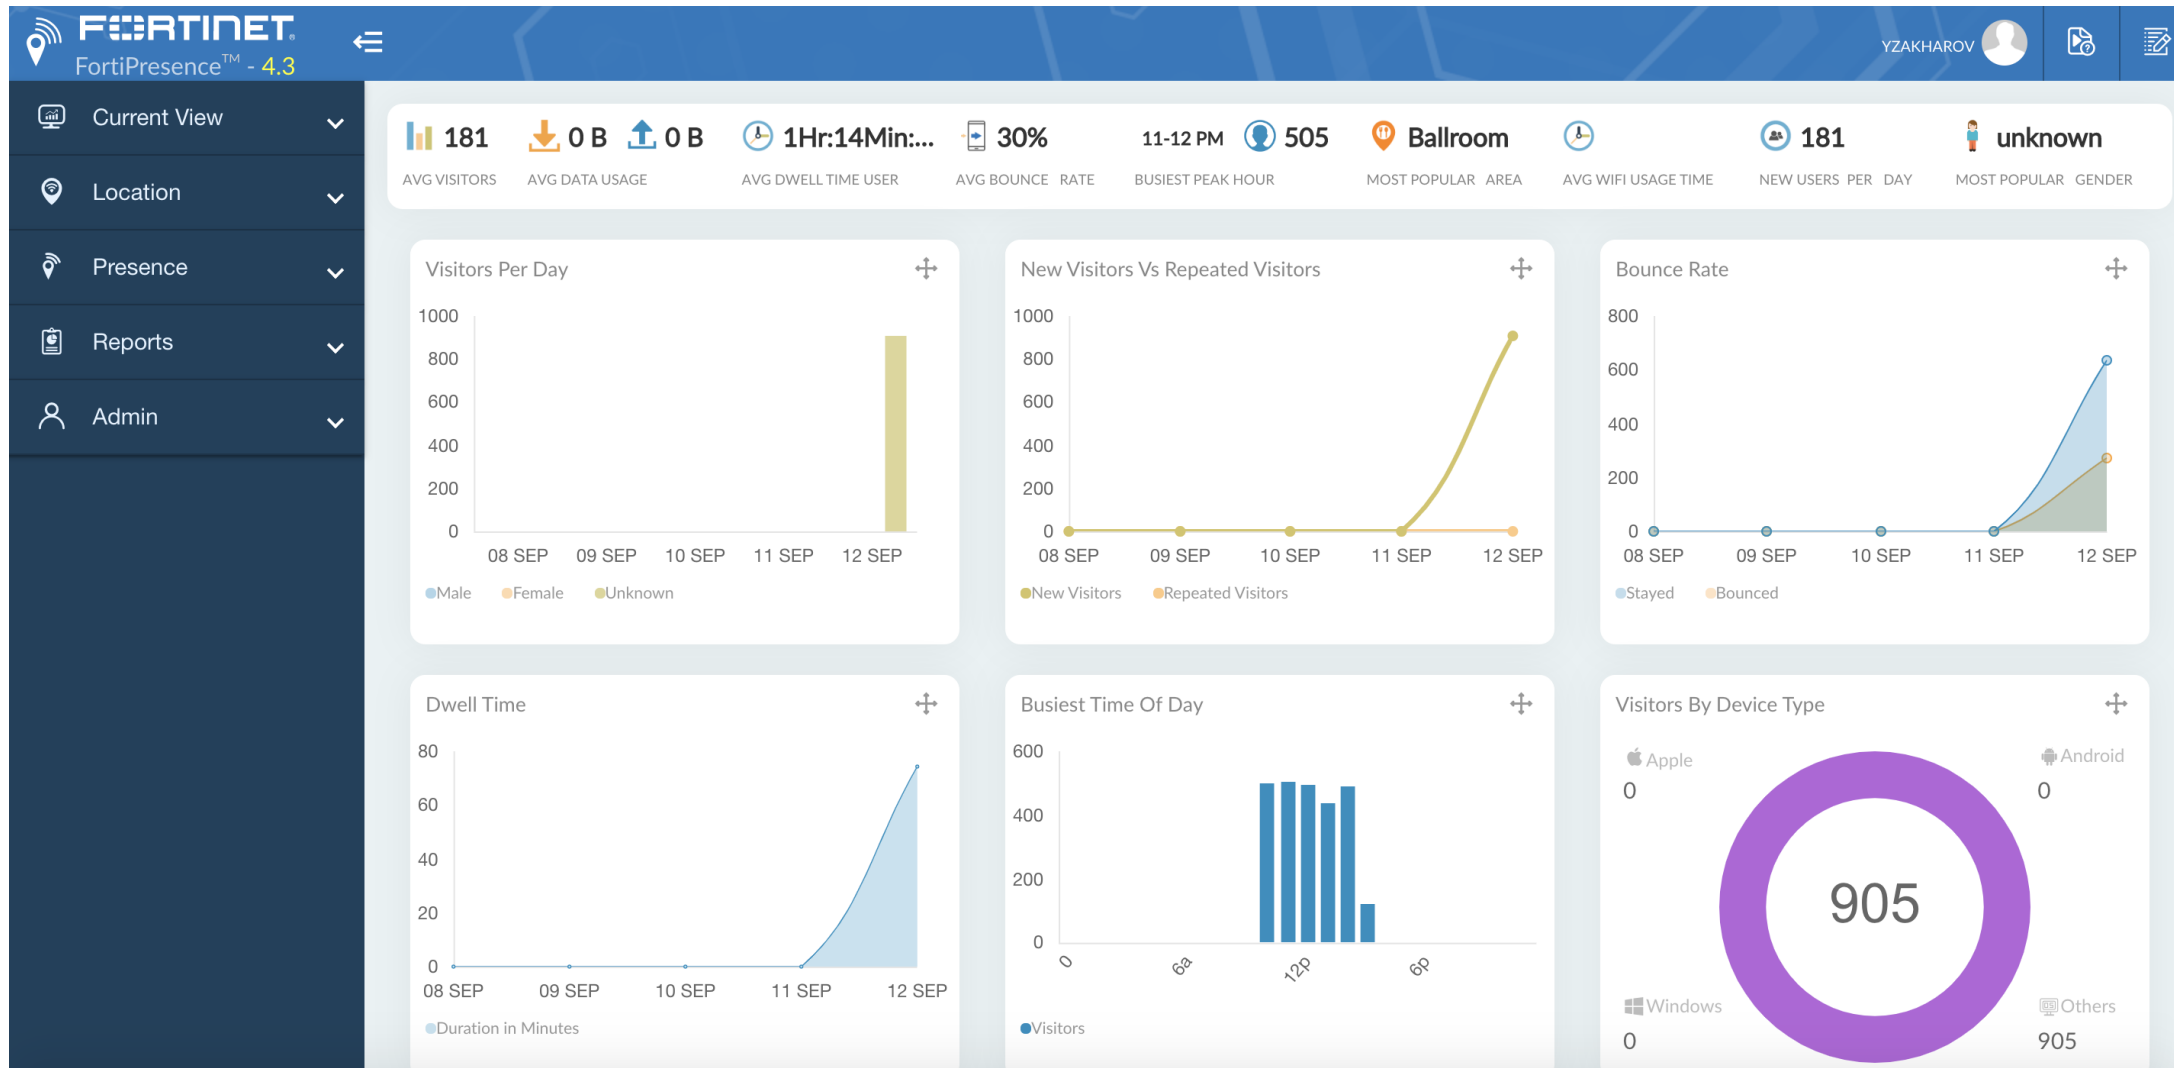 FORTINET
FortiPresence™ - 4.3
YZAKHAROV
Current View
Location
Presence
Reports
Admin
181
AVG VISITORS
0 B 0 B
AVG DATA USAGE
1Hr:14Min:...
AVG DWELL TIME USER
30%
AVG BOUNCE RATE
11-12 PM 505
BUSIEST PEAK HOUR
Ballroom
MOST POPULAR AREA
AVG WIFI USAGE TIME
181
NEW USERS PER DAY
unknown
MOST POPULAR GENDER
Visitors Per Day
1000
800
600
400
200
0
08 SEP 09 SEP 10 SEP 11 SEP 12 SEP
Male Female Unknown
New Visitors Vs Repeated Visitors
1000
800
600
400
200
0
08 SEP 09 SEP 10 SEP 11 SEP 12 SEP
New Visitors Repeated Visitors
Bounce Rate
800
600
400
200
0
08 SEP 09 SEP 10 SEP 11 SEP 12 SEP
Stayed Bounced
Dwell Time
80
60
40
20
0
08 SEP 09 SEP 10 SEP 11 SEP 12 SEP
Duration in Minutes
Busiest Time Of Day
600
400
200
0
0 6a 12p 6p
Visitors
Visitors By Device Type
Apple
0
Android
0
905
Windows
0
Others
905